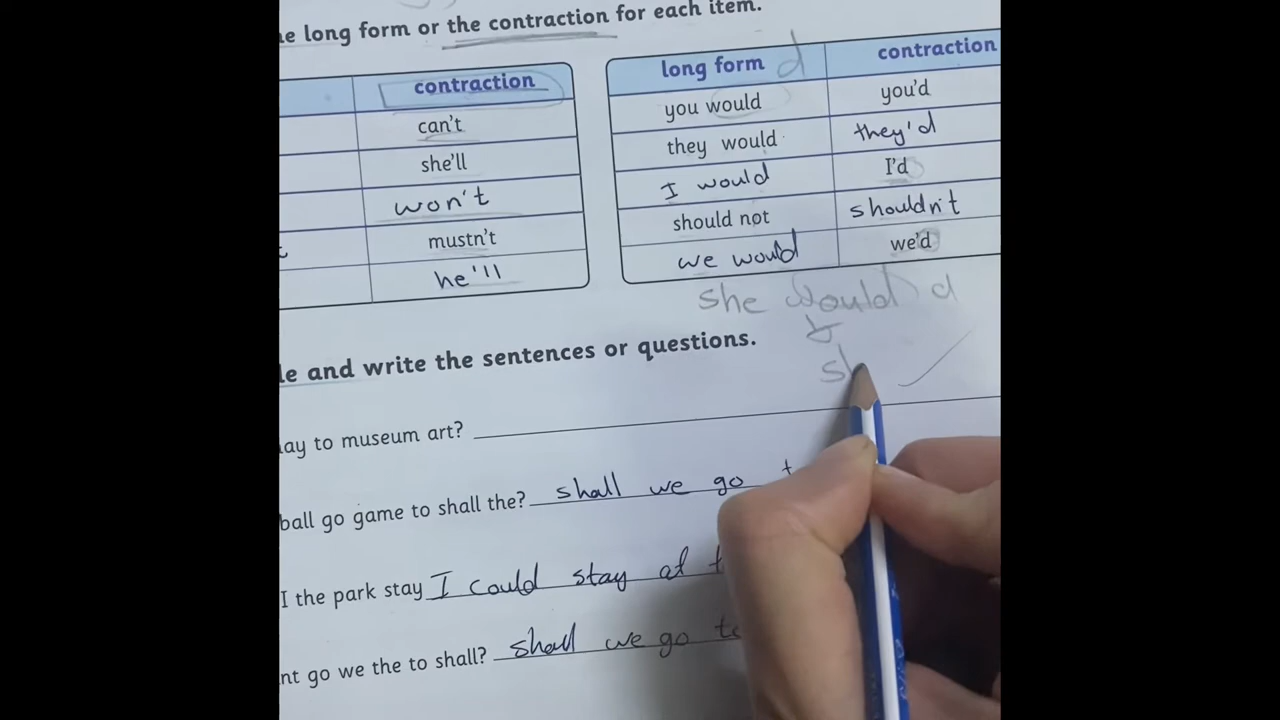 ne long form or the contraction for each item.
contraction
can't
she'll
won't
mustn't
he'll
long form d contraction
you would you'd
they would they'd
I would I'd
should not shouldn't
we would we'd
she would d
sh
le and write the sentences or questions.
ay to museum art?
ball go game to shall the? shall we go t
I the park stay I could stay at t
nt go we the to shall? shall we go to